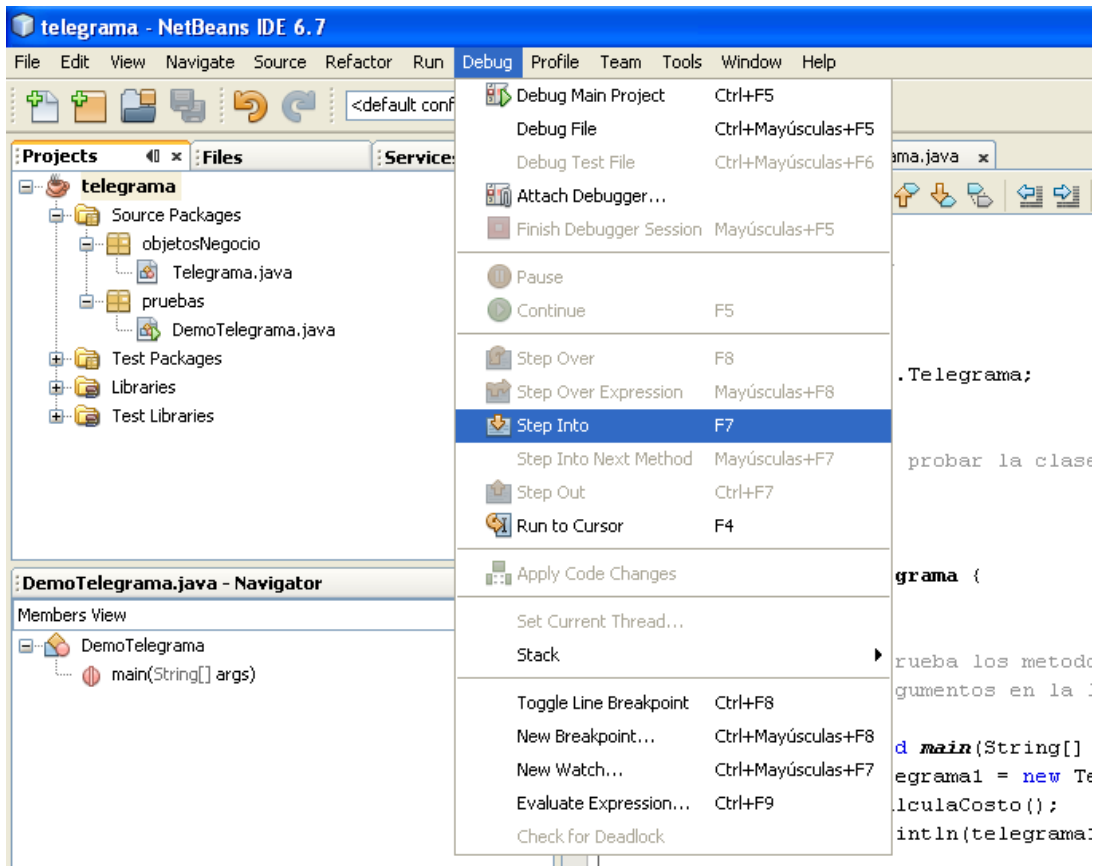 telegrama - NetBeans IDE 6.7
File Edit View Navigate Source Refactor Run Debug Profile Team Tools Window Help
<default conf
Projects Files Services
telegrama
Source Packages
objetosNegocio
Telegrama.java
pruebas
DemoTelegrama.java
Test Packages
Libraries
Test Libraries
DemoTelegrama.java - Navigator
Members View
DemoTelegrama
main(String[] args)
Debug Main Project Ctrl+F5
Debug File Ctrl+Mayúsculas+F5
Debug Test File Ctrl+Mayúsculas+F6
Attach Debugger...
Finish Debugger Session Mayúsculas+F5
Pause
Continue F5
Step Over F8
Step Over Expression Mayúsculas+F8
Step Into F7
Step Into Next Method Mayúsculas+F7
Step Out Ctrl+F7
Run to Cursor F4
Apply Code Changes
Set Current Thread...
Stack
Toggle Line Breakpoint Ctrl+F8
New Breakpoint... Ctrl+Mayúsculas+F8
New Watch... Ctrl+Mayúsculas+F7
Evaluate Expression... Ctrl+F9
Check for Deadlock
ama.java x
.Telegrama;
probar la clase
grama {
rueba los metodo
gumentos en la
d main(String[]
egrama1 = new Te
lculaCosto();
intln(telegrama1